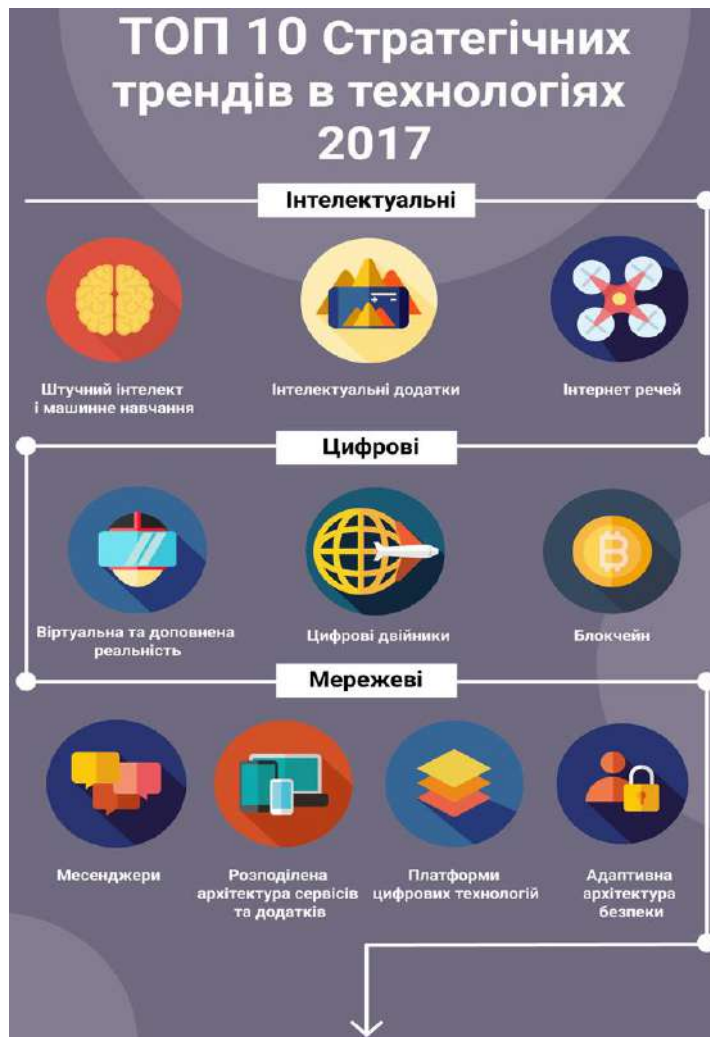 ТОП 10 Стратегічних
трендів в технологіях
2017
Інтелектуальні
Штучний інтелект
і машинне навчання
Інтелектуальні додатки
Інтернет речей
Цифрові
Віртуальна та доповнена
реальність
Цифрові двійники
Блокчейн
Мережеві
Месенджери
Розподілена
архітектура сервісів
та додатків
Платформи
цифрових технологій
Адаптивна
архітектура
безпеки